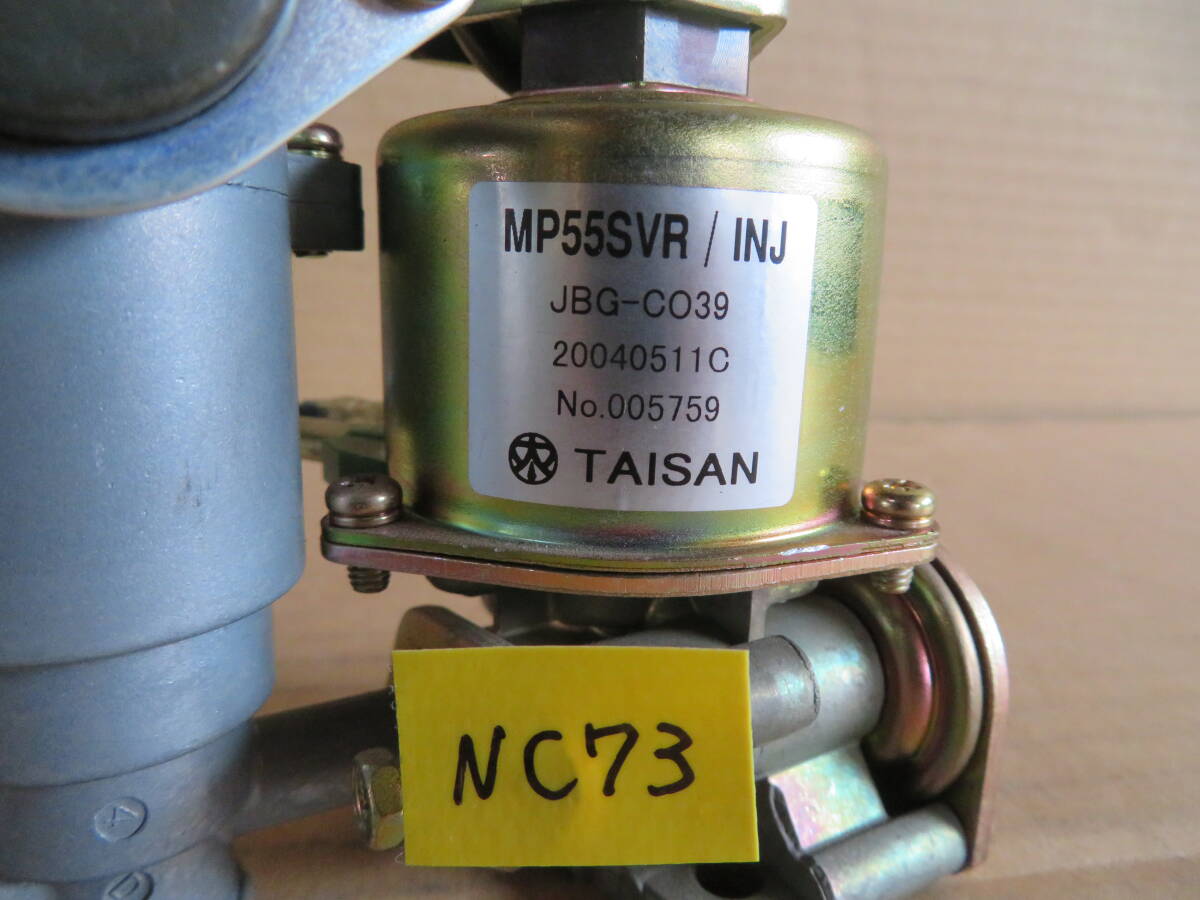 MP55SVR / INJ
JBG-CO39
20040511C
No.005759
TAISAN
NC73
A
D